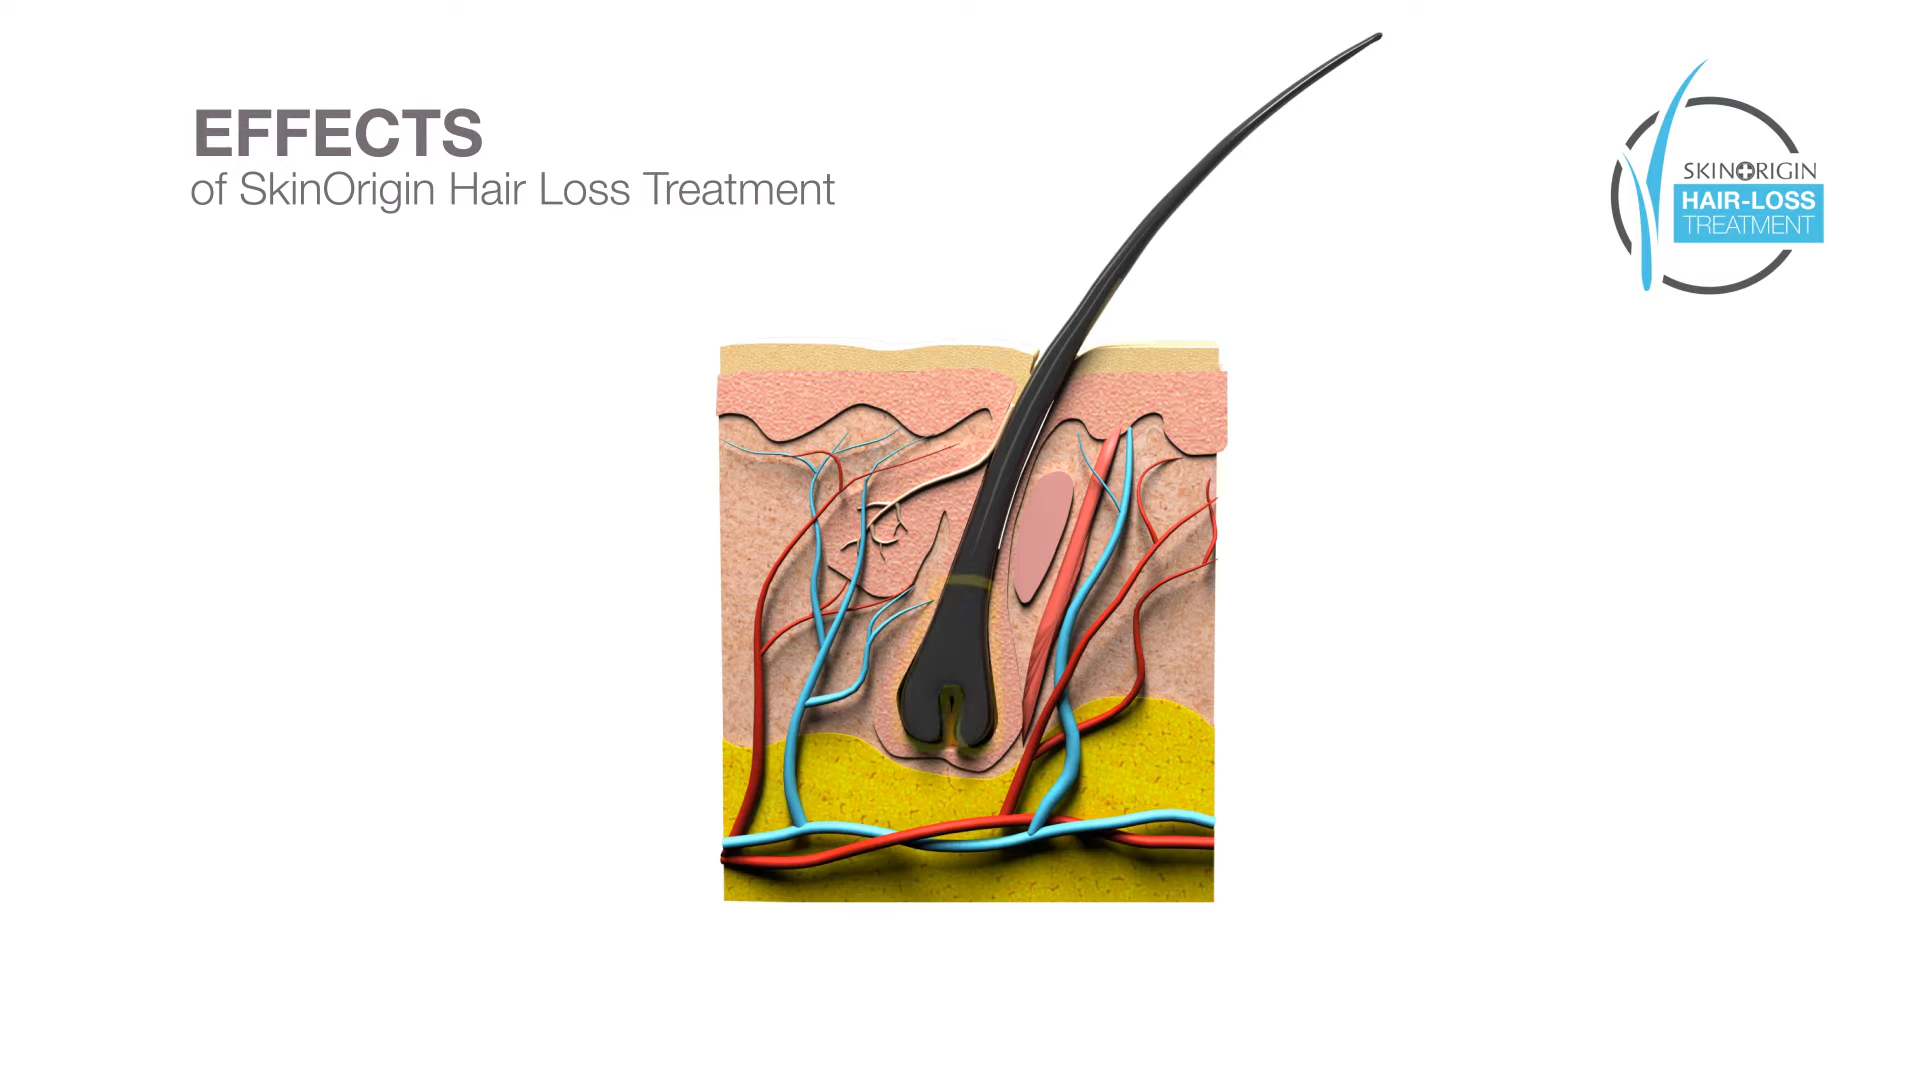 EFFECTS
of SkinOrigin Hair Loss Treatment
SKINORIGIN
HAIR-LOSS
TREATMENT